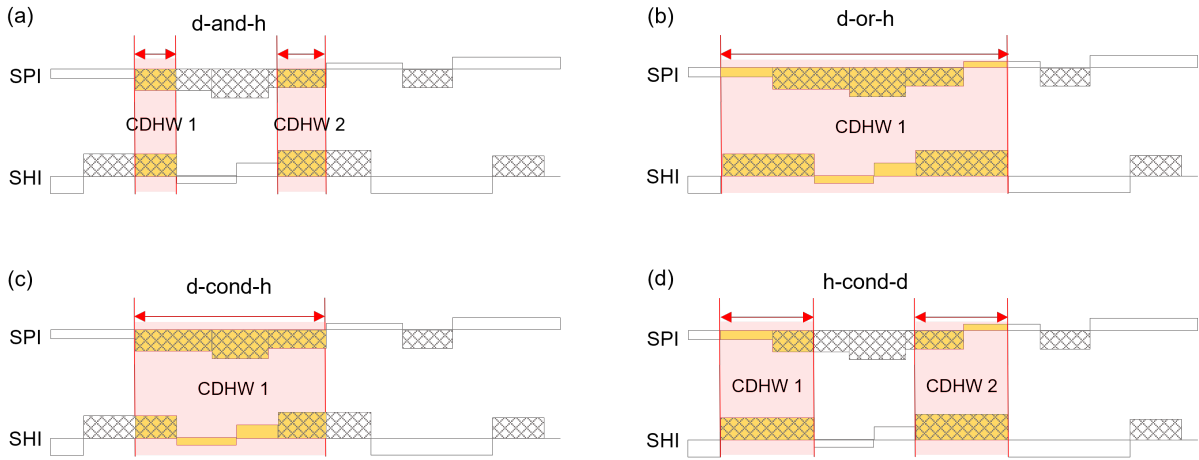 (a)
d-and-h
SPI
CDHW 1
CDHW 2
SHI
(b)
d-or-h
SPI
CDHW 1
SHI
(c)
d-cond-h
SPI
CDHW 1
SHI
(d)
h-cond-d
SPI
CDHW 1
CDHW 2
SHI